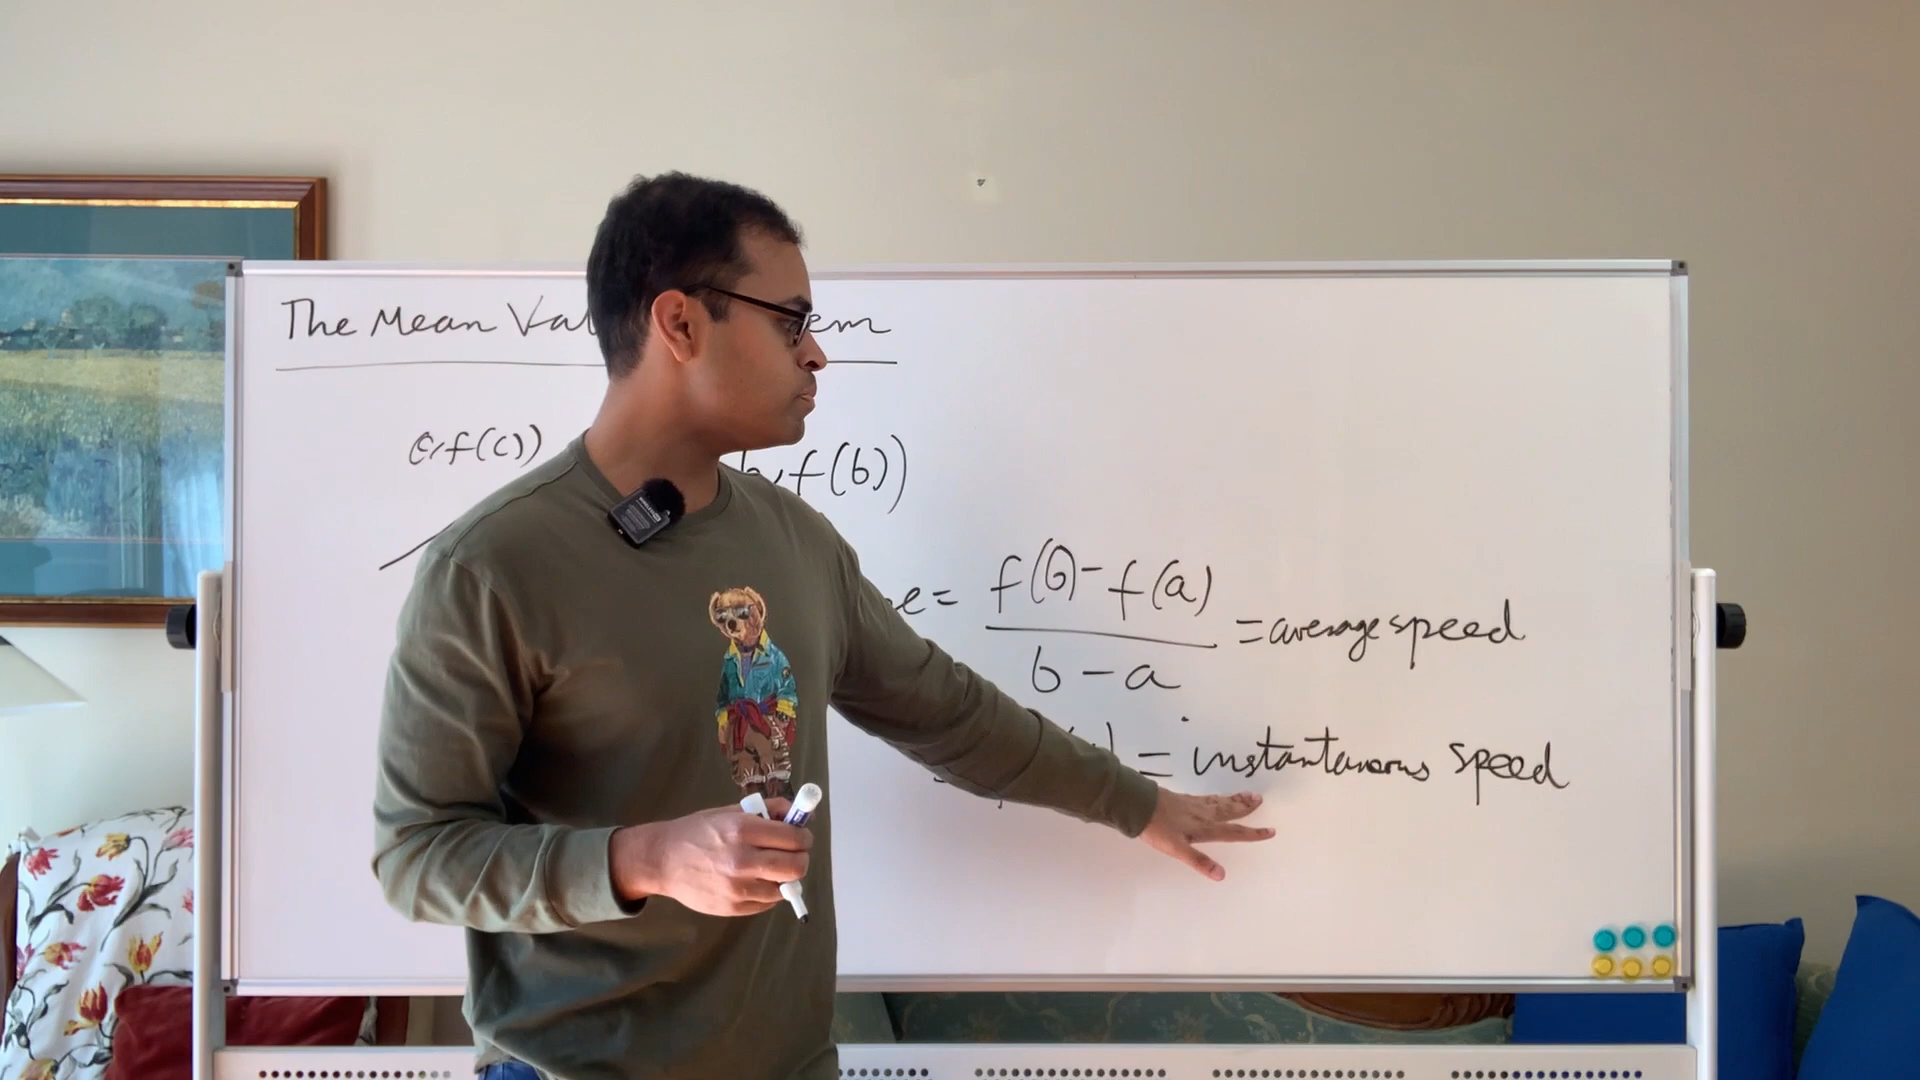 The Mean Val em
(c,f(c))
b,f(b))
e= f(b)-f(a) =average speed
b-a
= instantaneous speed